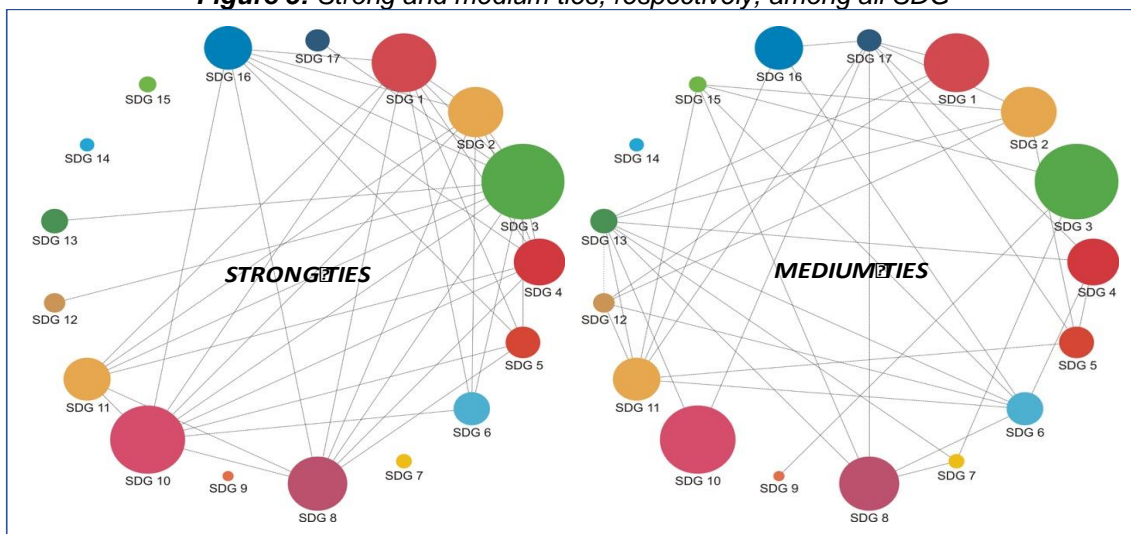 Figure 3: Strong and medium ties, respectively, among all SDG
SDG 17
SDG 16
SDG 1
SDG 15
SDG 2
SDG 14
SDG 3
SDG 13
STRONG⍰TIES
SDG 4
SDG 12
SDG 5
SDG 11
SDG 6
SDG 10
SDG 9
SDG 7
SDG 8
SDG 17
SDG 16
SDG 1
SDG 15
SDG 2
SDG 14
SDG 3
SDG 13
MEDIUM⍰TIES
SDG 4
SDG 12
SDG 5
SDG 11
SDG 6
SDG 10
SDG 9
SDG 7
SDG 8